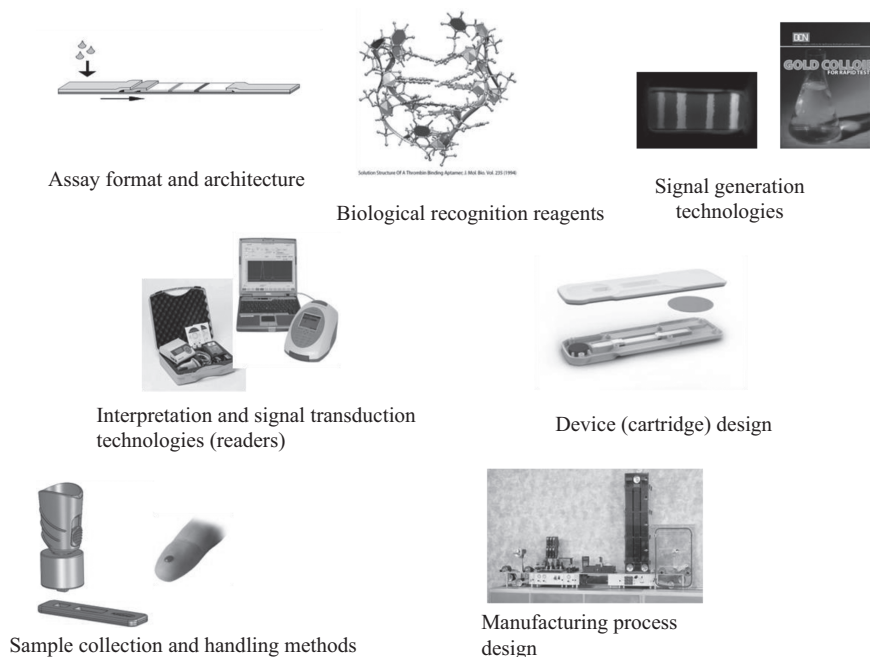 DCN
GOLD COLLOID
FOR RAPID TEST
Assay format and architecture
Solution Structure Of A Thrombin Binding Aptamer, J. Mol. Bio. Vol. 235 (1994)
Biological recognition reagents
Signal generation
technologies
Interpretation and signal transduction
technologies (readers)
Device (cartridge) design
Sample collection and handling methods
Manufacturing process
design